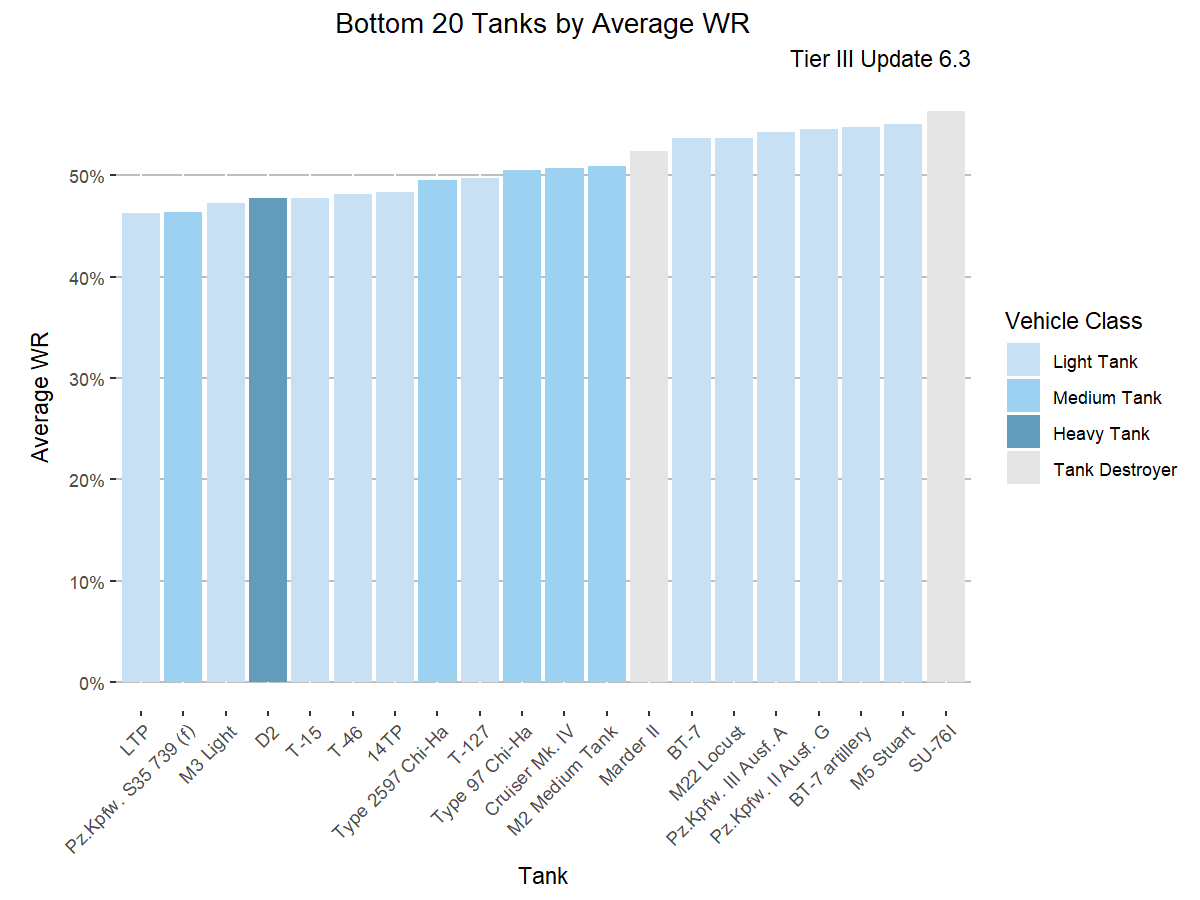 Bottom 20 Tanks by Average WR
Tier III Update 6.3
Average WR
50%
40%
30%
20%
10%
0%
LTP
Pz.Kpfw. S35 739 (f)
M3 Light
D2
T-15
T-46
14TP
Type 2597 Chi-Ha
T-127
Type 97 Chi-Ha
Cruiser Mk. IV
M2 Medium Tank
Marder II
BT-7
M22 Locust
Pz.Kpfw. III Ausf. A
Pz.Kpfw. II Ausf. G
BT-7 artillery
M5 Stuart
SU-76I
Tank
Vehicle Class
Light Tank
Medium Tank
Heavy Tank
Tank Destroyer